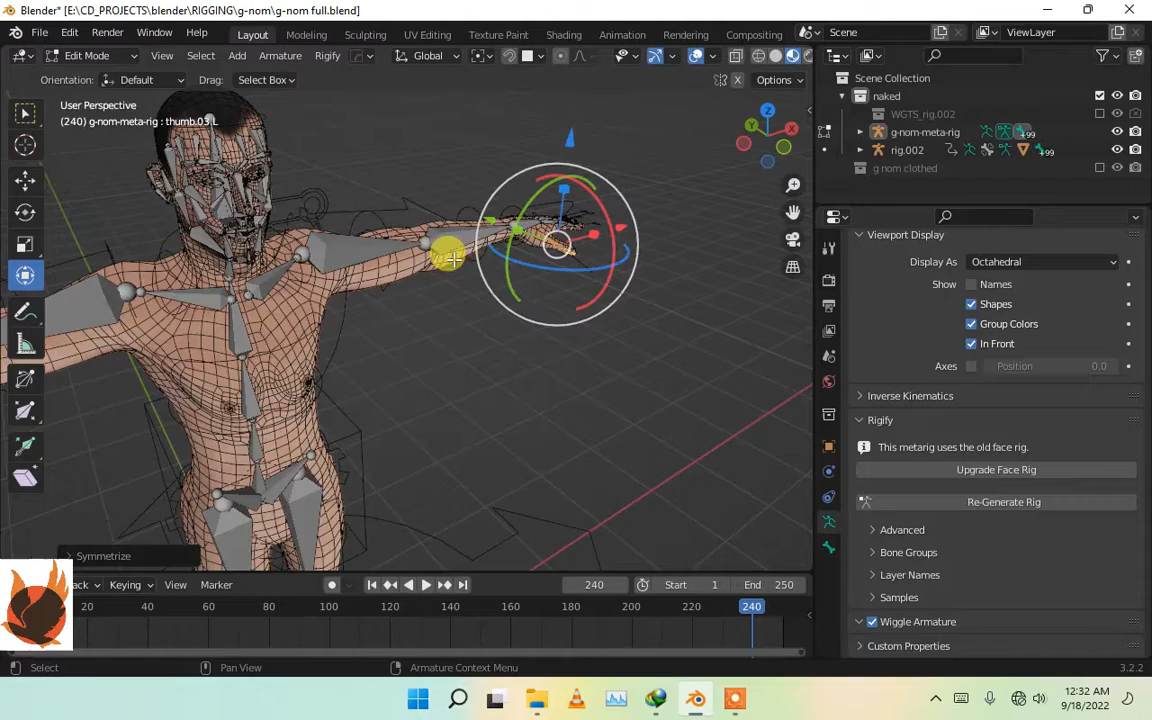 Blender* [E:\CD_PROJECTS\blender\RIGGING\g-nom\g-nom full.blend]
File Edit Render Window Help Layout Modeling Sculpting UV Editing Texture Paint Shading Animation Rendering Compositing Scene ViewLayer
Edit Mode View Select Add Armature Rigify Global
Orientation: Default Drag: Select Box X Options
User Perspective
(240) g-nom-meta-rig : thumb.03.L
Z
Y
X
Scene Collection
naked
WGTS_rig.002
g-nom-meta-rig +99
rig.002 +99
g nom clothed
Viewport Display
Display As Octahedral
Show Names
Shapes
Group Colors
In Front
Axes Position 0.0
Inverse Kinematics
Rigify
This metarig uses the old face rig.
Upgrade Face Rig
Re-Generate Rig
Advanced
Bone Groups
Layer Names
Samples
Wiggle Armature
Custom Properties
Symmetrize
Keying View Marker 240 Start 1 End 250
20 40 60 80 100 120 140 160 180 200 220 240
Select Pan View Armature Context Menu 3.2.2
12:32 AM
9/18/2022